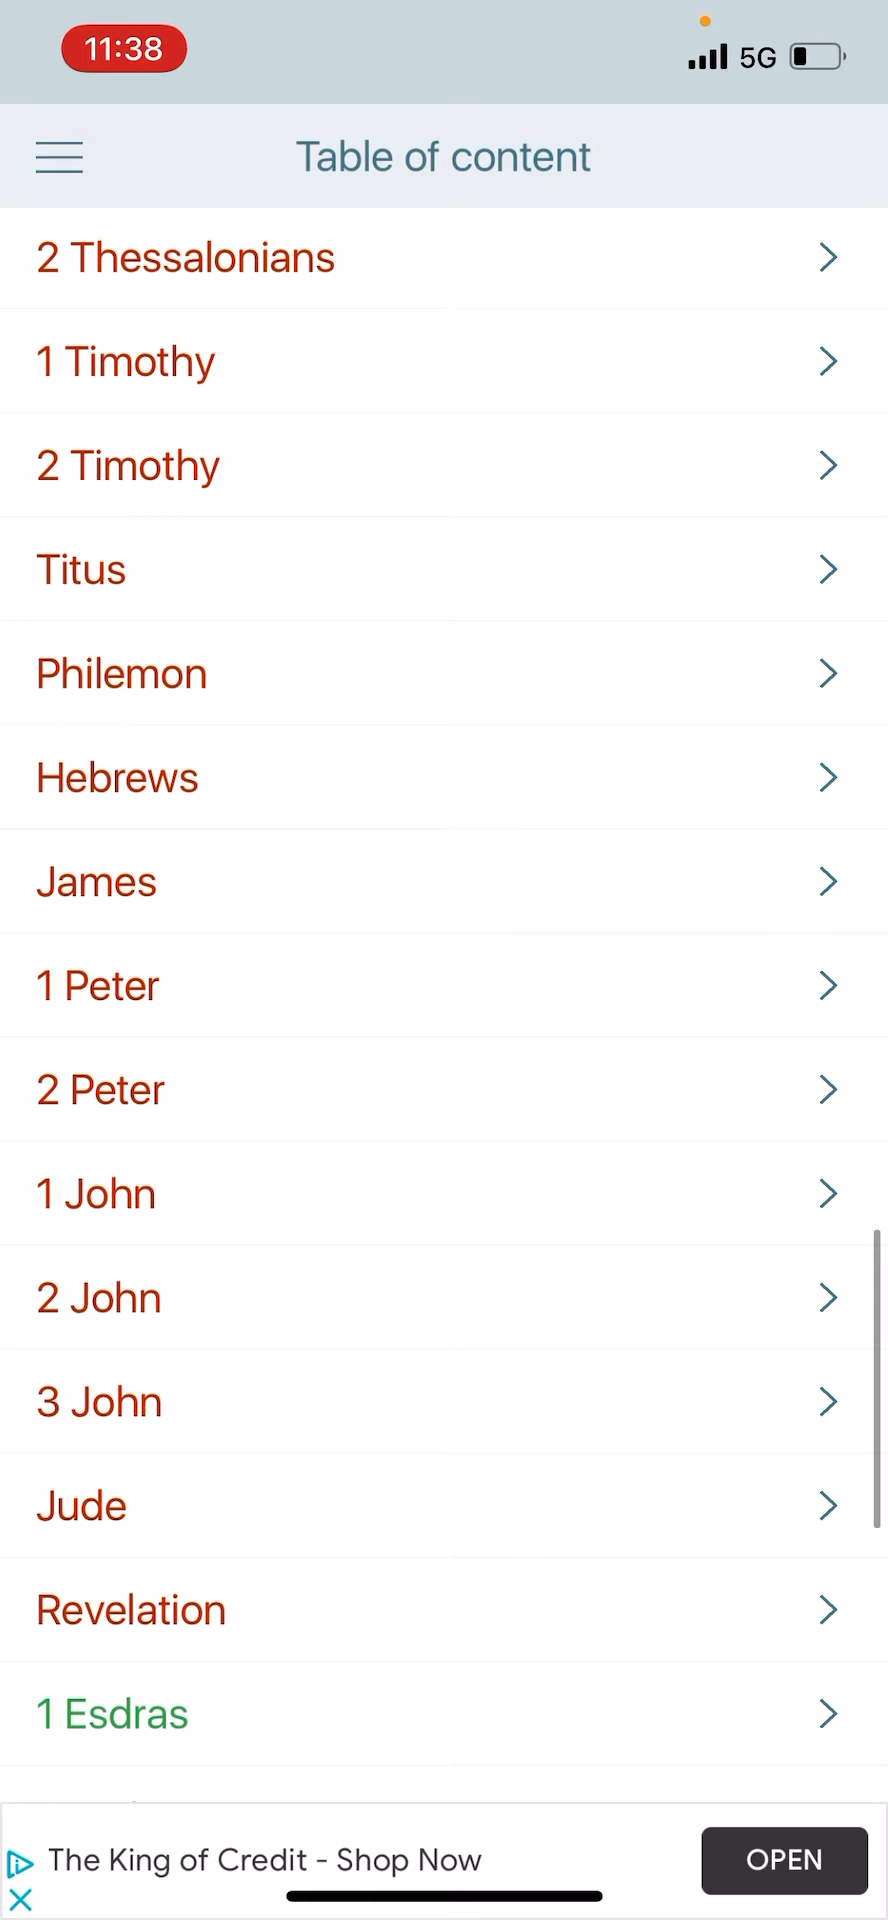 11:38
5G
Table of content
2 Thessalonians
1 Timothy
2 Timothy
Titus
Philemon
Hebrews
James
1 Peter
2 Peter
1 John
2 John
3 John
Jude
Revelation
1 Esdras
The King of Credit - Shop Now
OPEN